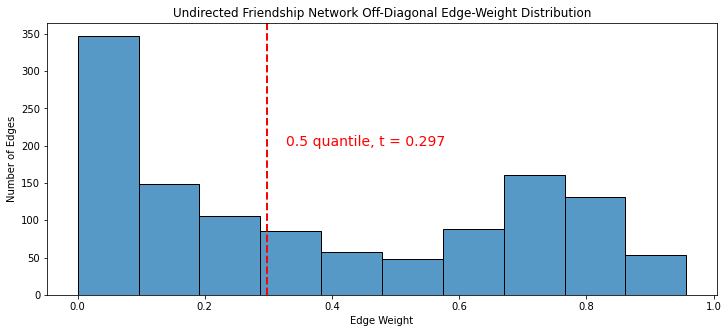 Undirected Friendship Network Off-Diagonal Edge-Weight Distribution
350
300
250
200
150
100
50
0
Number of Edges
0.5 quantile, t = 0.297
0.0 0.2 0.4 0.6 0.8 1.0
Edge Weight